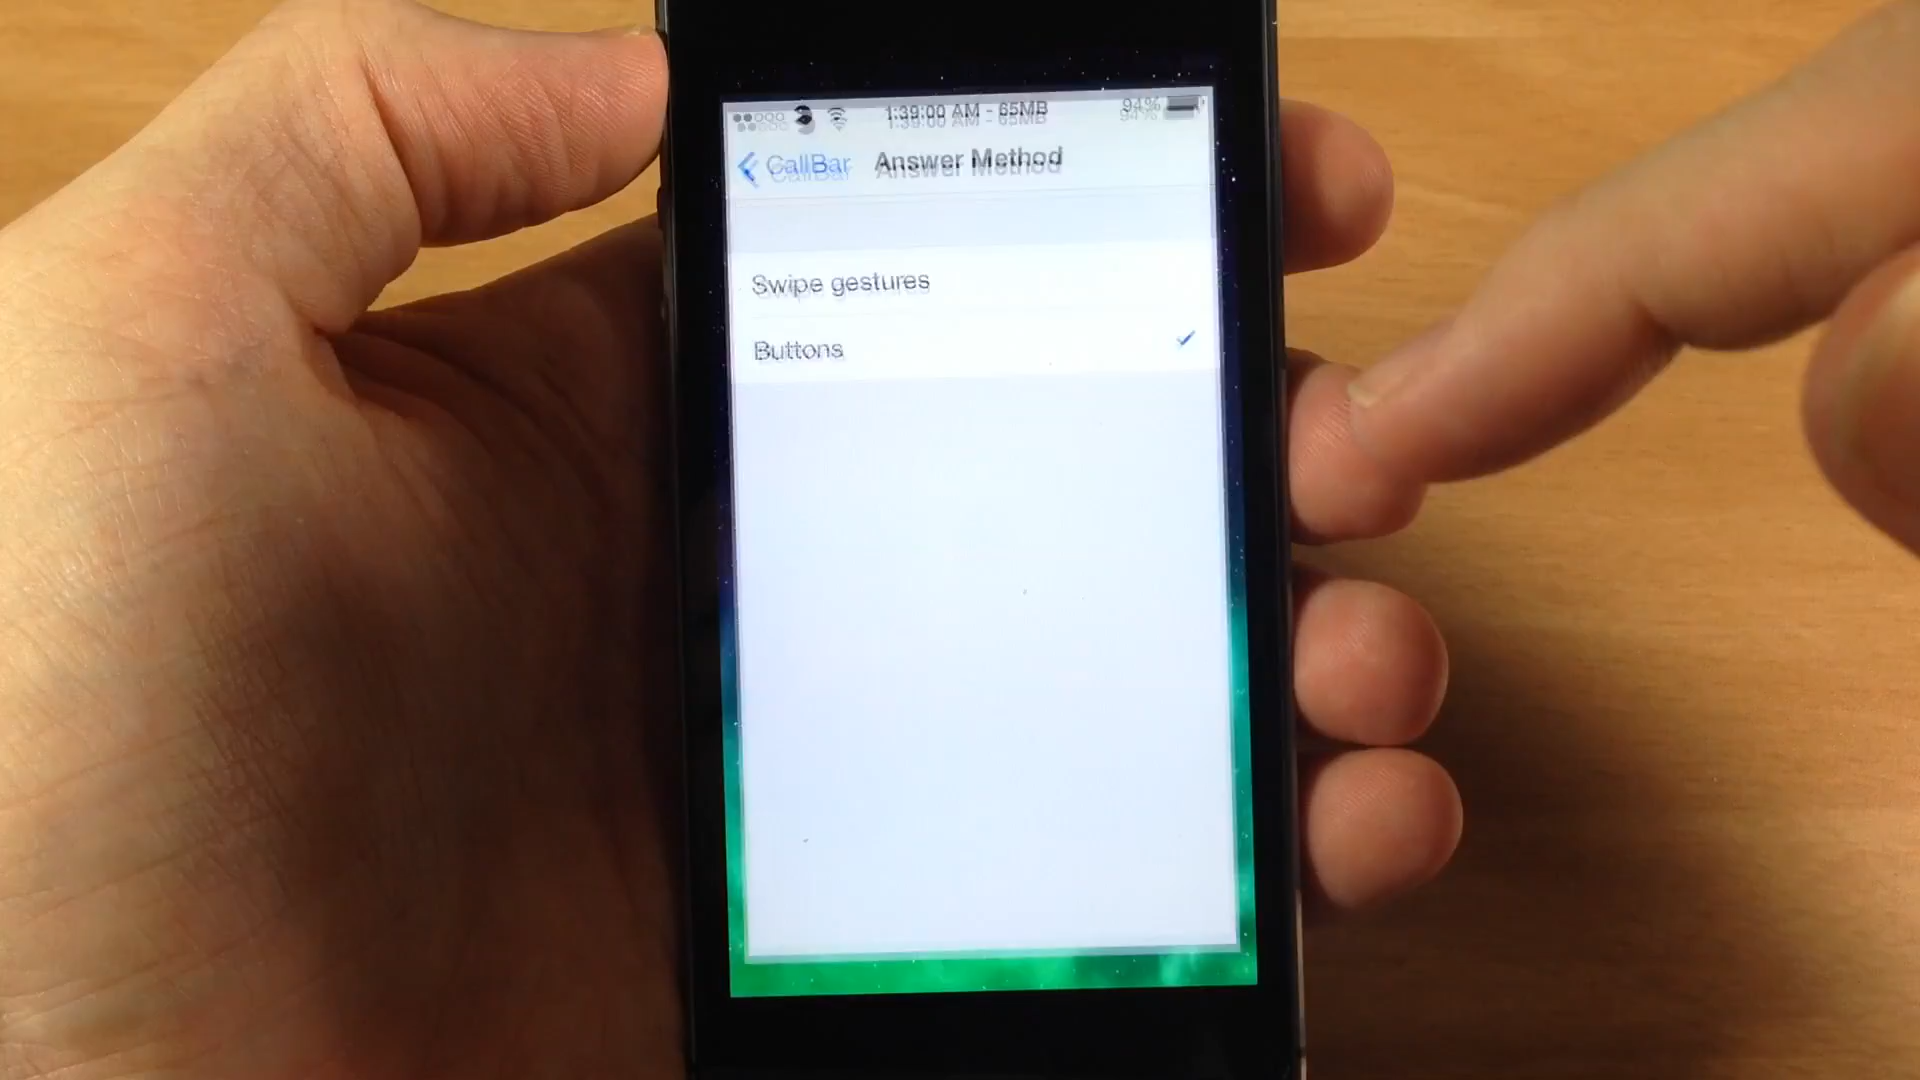 1:39:00 AM - 65MB 94%
CallBar Answer Method
Swipe gestures
Buttons